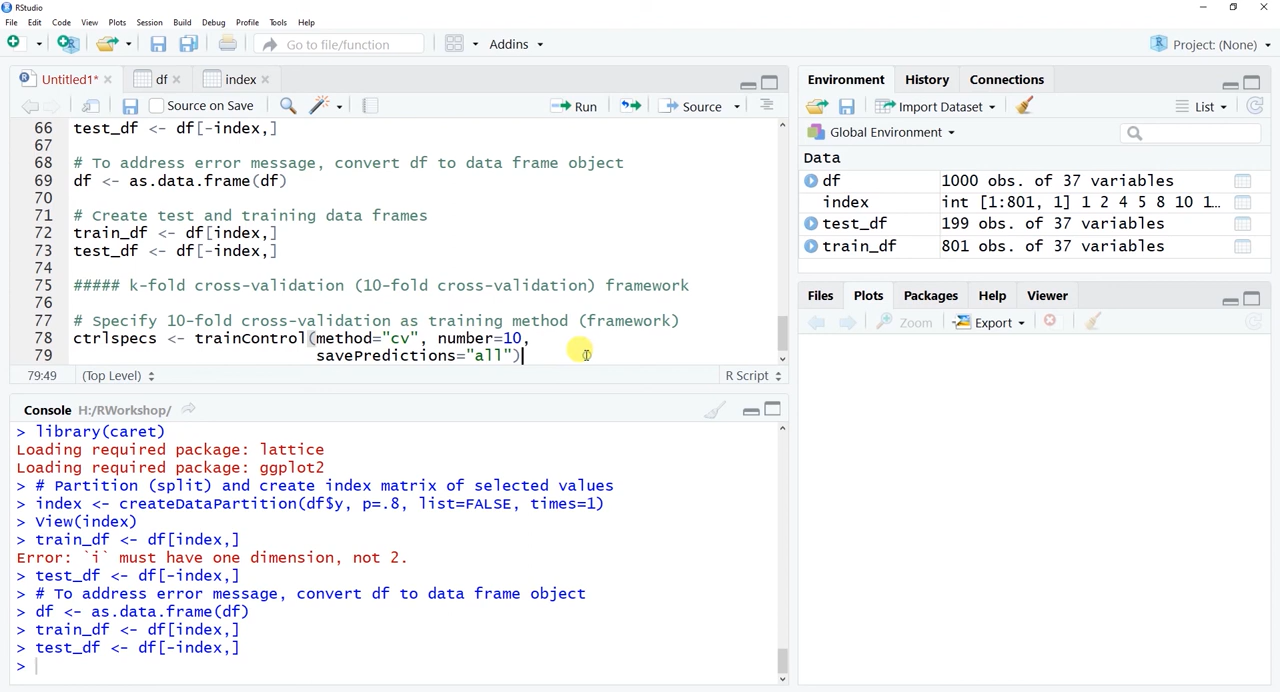 RStudio
File Edit Code View Plots Session Build Debug Profile Tools Help
Go to file/function Addins Project: (None)
Untitled1* df index
Source on Save Run Source
66 test_df <- df[-index,]
67
68 # To address error message, convert df to data frame object
69 df <- as.data.frame(df)
70
71 # Create test and training data frames
72 train_df <- df[index,]
73 test_df <- df[-index,]
74
75 ##### k-fold cross-validation (10-fold cross-validation) framework
76
77 # Specify 10-fold cross-validation as training method (framework)
78 ctrlspecs <- trainControl(method="cv", number=10,
79 savePredictions="all")
79:49 (Top Level) R Script
Console H:/RWorkshop/
> library(caret)
Loading required package: lattice
Loading required package: ggplot2
> # Partition (split) and create index matrix of selected values
> index <- createDataPartition(df$y, p=.8, list=FALSE, times=1)
> View(index)
> train_df <- df[index,]
Error: `i` must have one dimension, not 2.
> test_df <- df[-index,]
> # To address error message, convert df to data frame object
> df <- as.data.frame(df)
> train_df <- df[index,]
> test_df <- df[-index,]
>
Environment History Connections
Import Dataset List
Global Environment
Data
df 1000 obs. of 37 variables
index int [1:801, 1] 1 2 4 5 8 10 1...
test_df 199 obs. of 37 variables
train_df 801 obs. of 37 variables
Files Plots Packages Help Viewer
Zoom Export